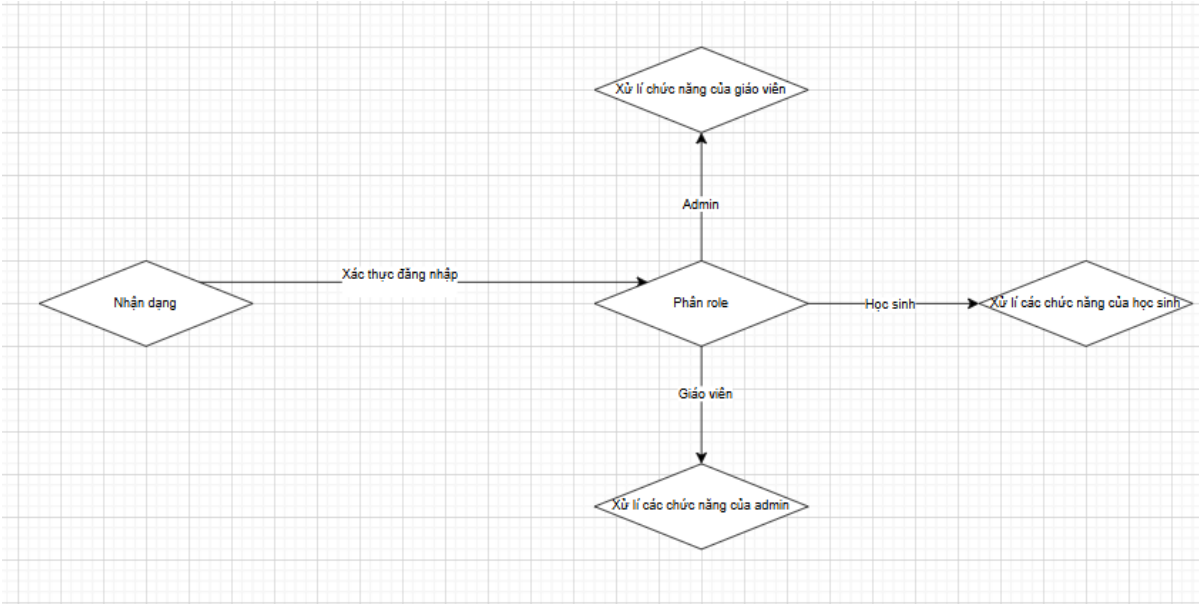 Xử lí chức năng của giáo viên
Admin
Xác thực đăng nhập
Nhận dạng
Phân role
Học sinh
Xử lí các chức năng của học sinh
Giáo viên
Xử lí các chức năng của admin